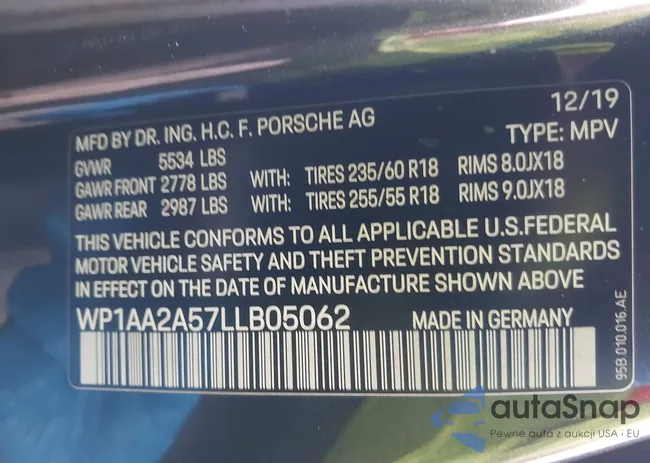 12/19
MFD BY DR. ING. H.C. F. PORSCHE AG TYPE: MPV
GVWR 5534 LBS
GAWR FRONT 2778 LBS WITH: TIRES 235/60 R18 RIMS 8.0JX18
GAWR REAR 2987 LBS WITH: TIRES 255/55 R18 RIMS 9.0JX18
THIS VEHICLE CONFORMS TO ALL APPLICABLE U.S.FEDERAL
MOTOR VEHICLE SAFETY AND THEFT PREVENTION STANDARDS
IN EFFECT ON THE DATE OF MANUFACTURE SHOWN ABOVE.
WP1AA2A57LLB05062 MADE IN GERMANY
95B.010.016.AE
autaSnap
Pewne auta z aukcji USA i EU